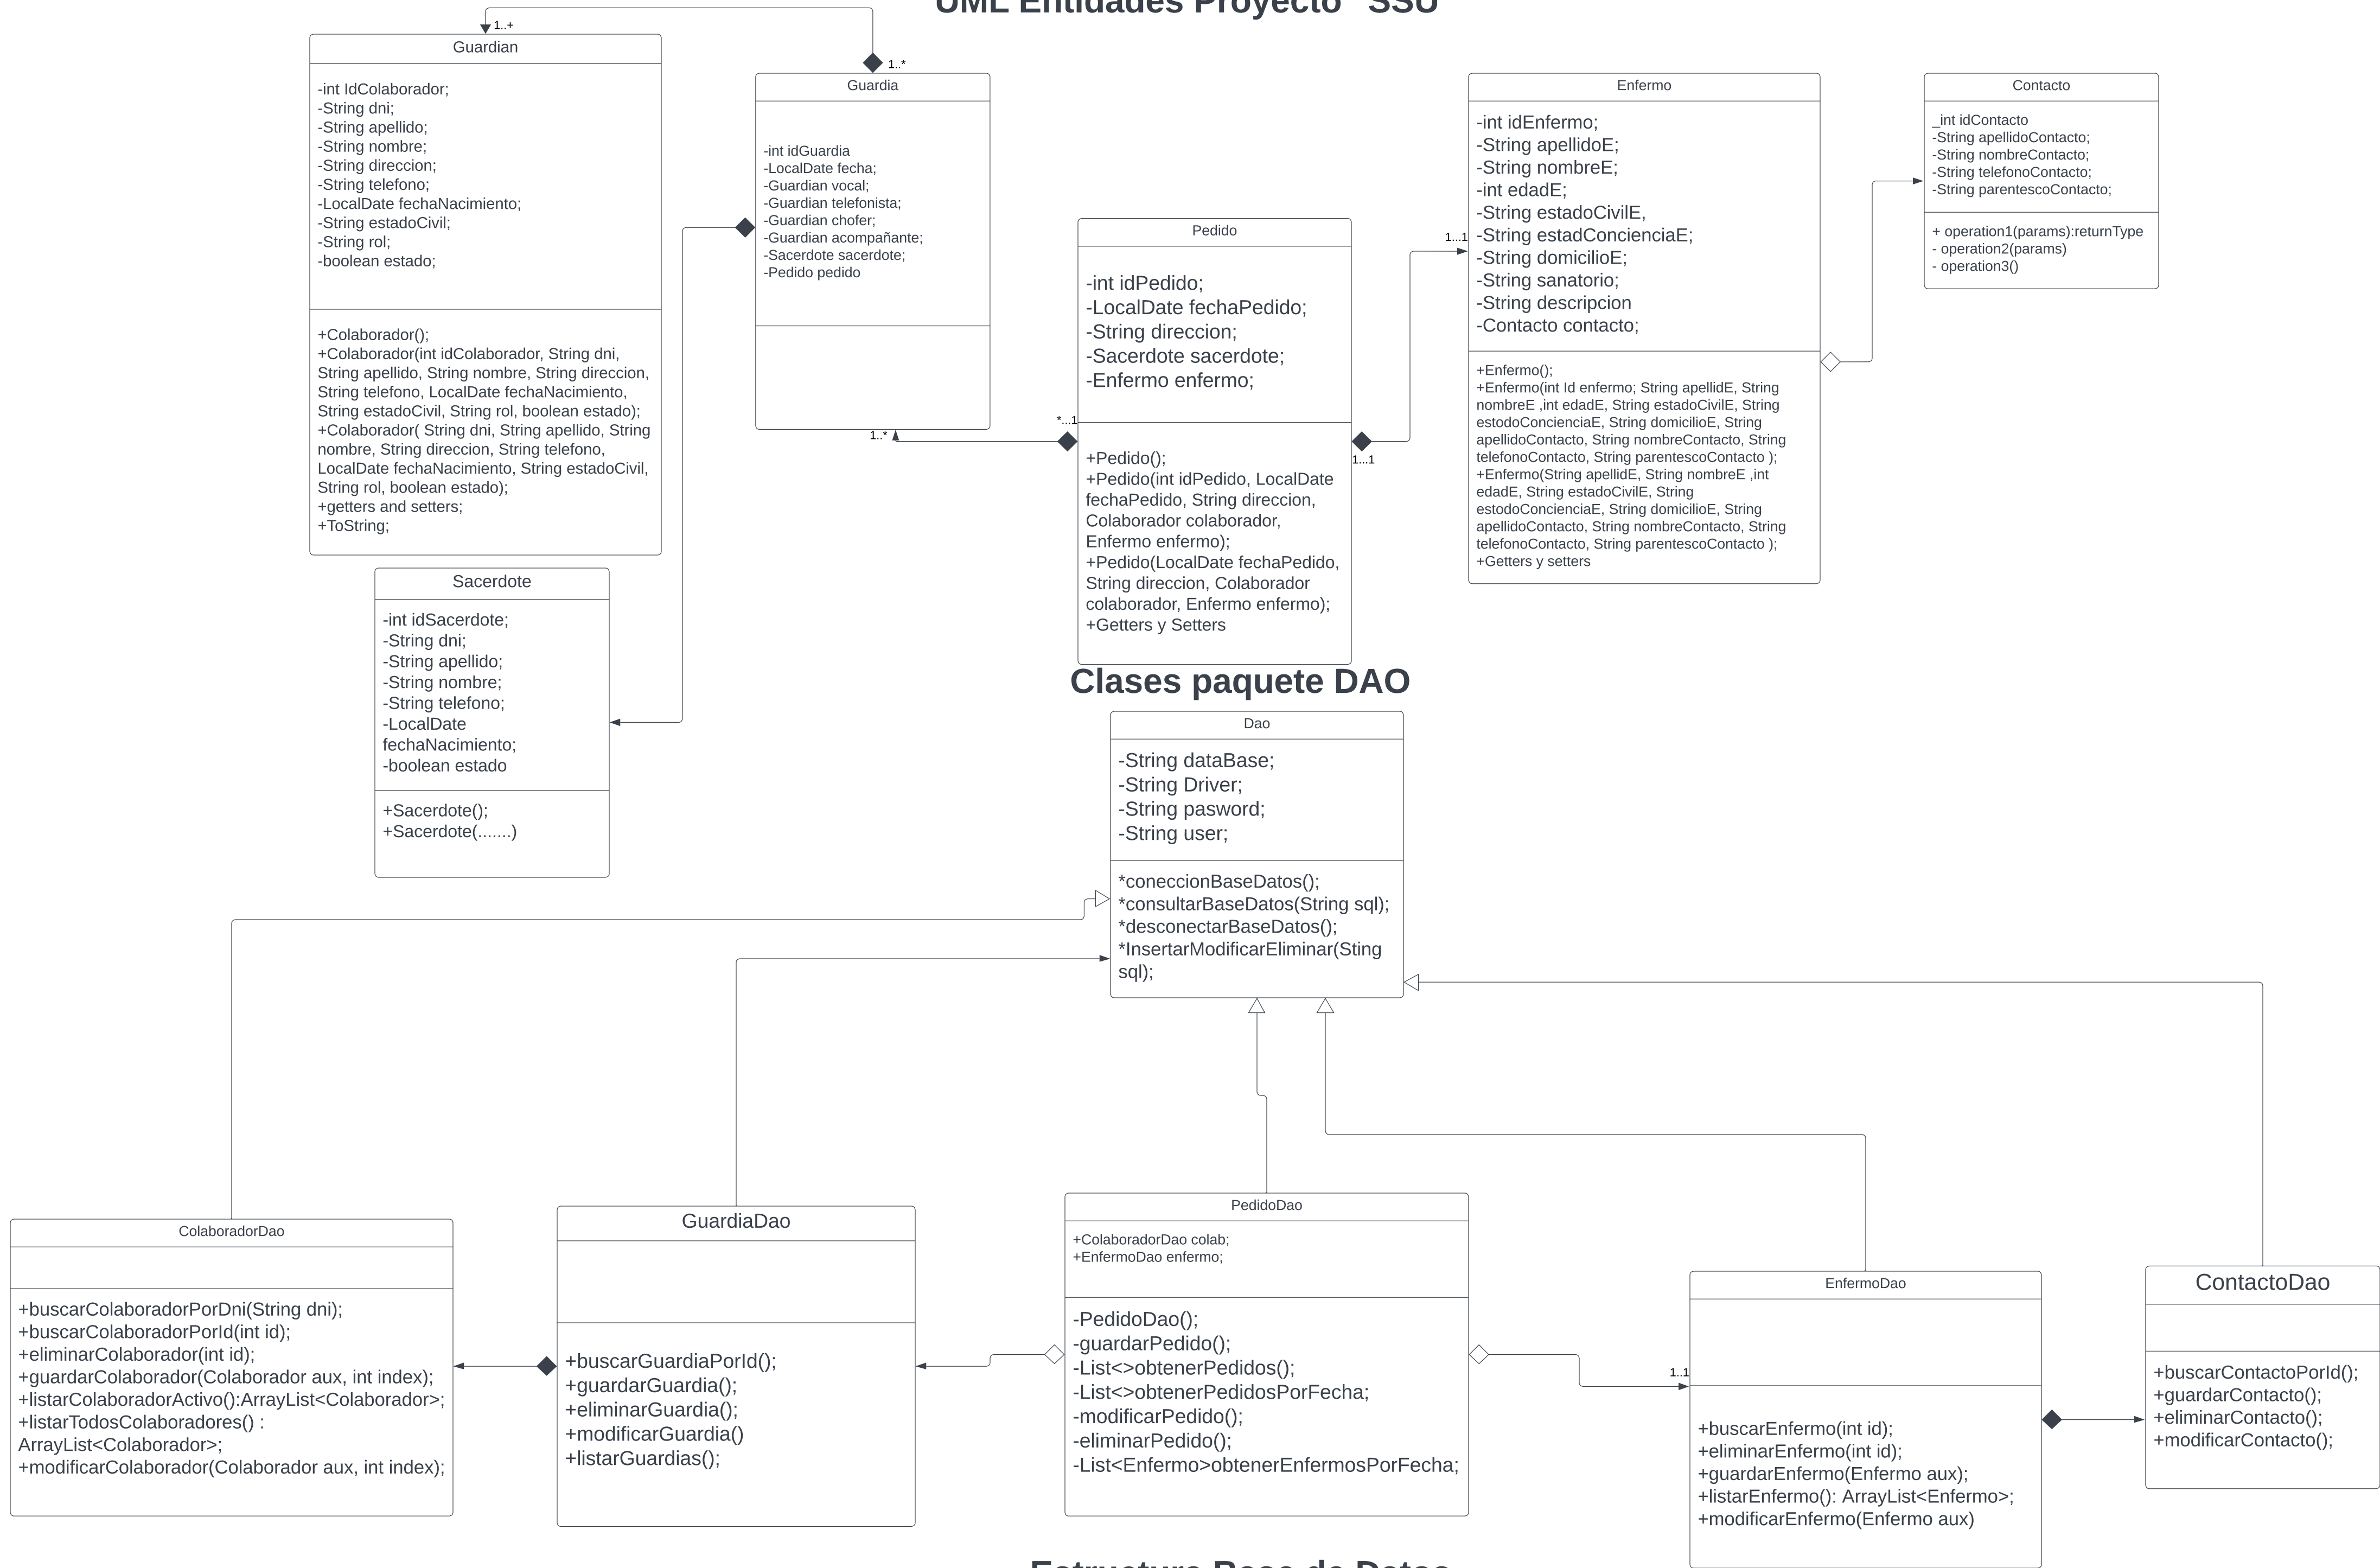 UML Entidades Proyecto "SSU"
1..+
Guardian
-int IdColaborador;
-String dni;
-String apellido;
-String nombre;
-String direccion;
-String telefono;
-LocalDate fechaNacimiento;
-String estadoCivil;
-String rol;
-boolean estado;
+Colaborador();
+Colaborador(int idColaborador, String dni,
String apellido, String nombre, String direccion,
String telefono, LocalDate fechaNacimiento,
String estadoCivil, String rol, boolean estado);
+Colaborador( String dni, String apellido, String
nombre, String direccion, String telefono,
LocalDate fechaNacimiento, String estadoCivil,
String rol, boolean estado);
+getters and setters;
+ToString;
1..*
Guardia
-int idGuardia
-LocalDate fecha;
-Guardian vocal;
-Guardian telefonista;
-Guardian chofer;
-Guardian acompañante;
-Sacerdote sacerdote;
-Pedido pedido
1..*
*...1
Pedido
-int idPedido;
-LocalDate fechaPedido;
-String direccion;
-Sacerdote sacerdote;
-Enfermo enfermo;
+Pedido();
+Pedido(int idPedido, LocalDate
fechaPedido, String direccion,
Colaborador colaborador,
Enfermo enfermo);
+Pedido(LocalDate fechaPedido,
String direccion, Colaborador
colaborador, Enfermo enfermo);
+Getters y Setters
1...1
1...1
Enfermo
-int idEnfermo;
-String apellidoE;
-String nombreE;
-int edadE;
-String estadoCivilE,
-String estadConcienciaE;
-String domicilioE;
-String sanatorio;
-String descripcion
-Contacto contacto;
+Enfermo();
+Enfermo(int Id enfermo; String apellidE, String
nombreE ,int edadE, String estadoCivilE, String
estodoConcienciaE, String domicilioE, String
apellidoContacto, String nombreContacto, String
telefonoContacto, String parentescoContacto );
+Enfermo(String apellidE, String nombreE ,int
edadE, String estadoCivilE, String
estodoConcienciaE, String domicilioE, String
apellidoContacto, String nombreContacto, String
telefonoContacto, String parentescoContacto );
+Getters y setters
Contacto
_int idContacto
-String apellidoContacto;
-String nombreContacto;
-String telefonoContacto;
-String parentescoContacto;
+ operation1(params):returnType
- operation2(params)
- operation3()
Sacerdote
-int idSacerdote;
-String dni;
-String apellido;
-String nombre;
-String telefono;
-LocalDate
fechaNacimiento;
-boolean estado
+Sacerdote();
+Sacerdote(.......)
Clases paquete DAO
Dao
-String dataBase;
-String Driver;
-String pasword;
-String user;
*coneccionBaseDatos();
*consultarBaseDatos(String sql);
*desconectarBaseDatos();
*InsertarModificarEliminar(Sting
sql);
ColaboradorDao
+buscarColaboradorPorDni(String dni);
+buscarColaboradorPorId(int id);
+eliminarColaborador(int id);
+guardarColaborador(Colaborador aux, int index);
+listarColaboradorActivo():ArrayList<Colaborador>;
+listarTodosColaboradores() :
ArrayList<Colaborador>;
+modificarColaborador(Colaborador aux, int index);
GuardiaDao
+buscarGuardiaPorId();
+guardarGuardia();
+eliminarGuardia();
+modificarGuardia()
+listarGuardias();
PedidoDao
+ColaboradorDao colab;
+EnfermoDao enfermo;
-PedidoDao();
-guardarPedido();
-List<>obtenerPedidos();
-List<>obtenerPedidosPorFecha;
-modificarPedido();
-eliminarPedido();
-List<Enfermo>obtenerEnfermosPorFecha;
1..1
EnfermoDao
+buscarEnfermo(int id);
+eliminarEnfermo(int id);
+guardarEnfermo(Enfermo aux);
+listarEnfermo(): ArrayList<Enfermo>;
+modificarEnfermo(Enfermo aux)
ContactoDao
+buscarContactoPorId();
+guardarContacto();
+eliminarContacto();
+modificarContacto();
Estructura Base de Datos